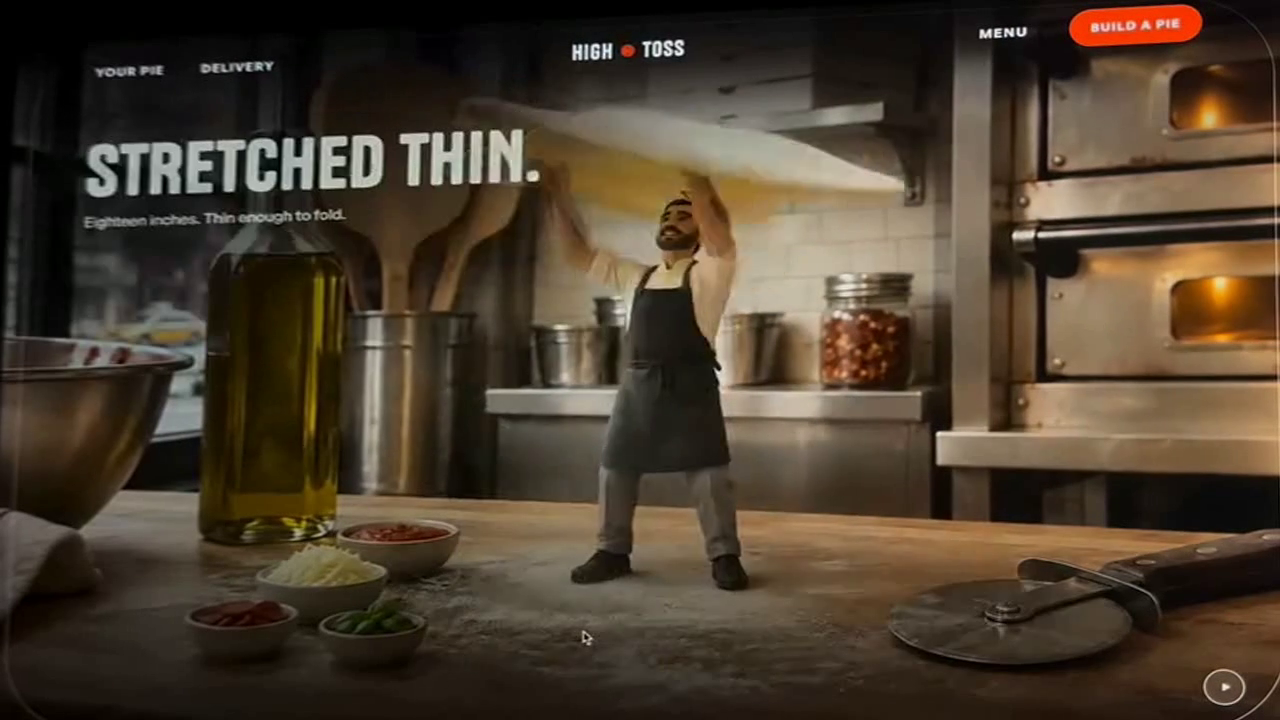 YOUR PIE
DELIVERY
HIGH TOSS
MENU
BUILD A PIE
STRETCHED THIN.
Eighteen inches. Thin enough to fold.